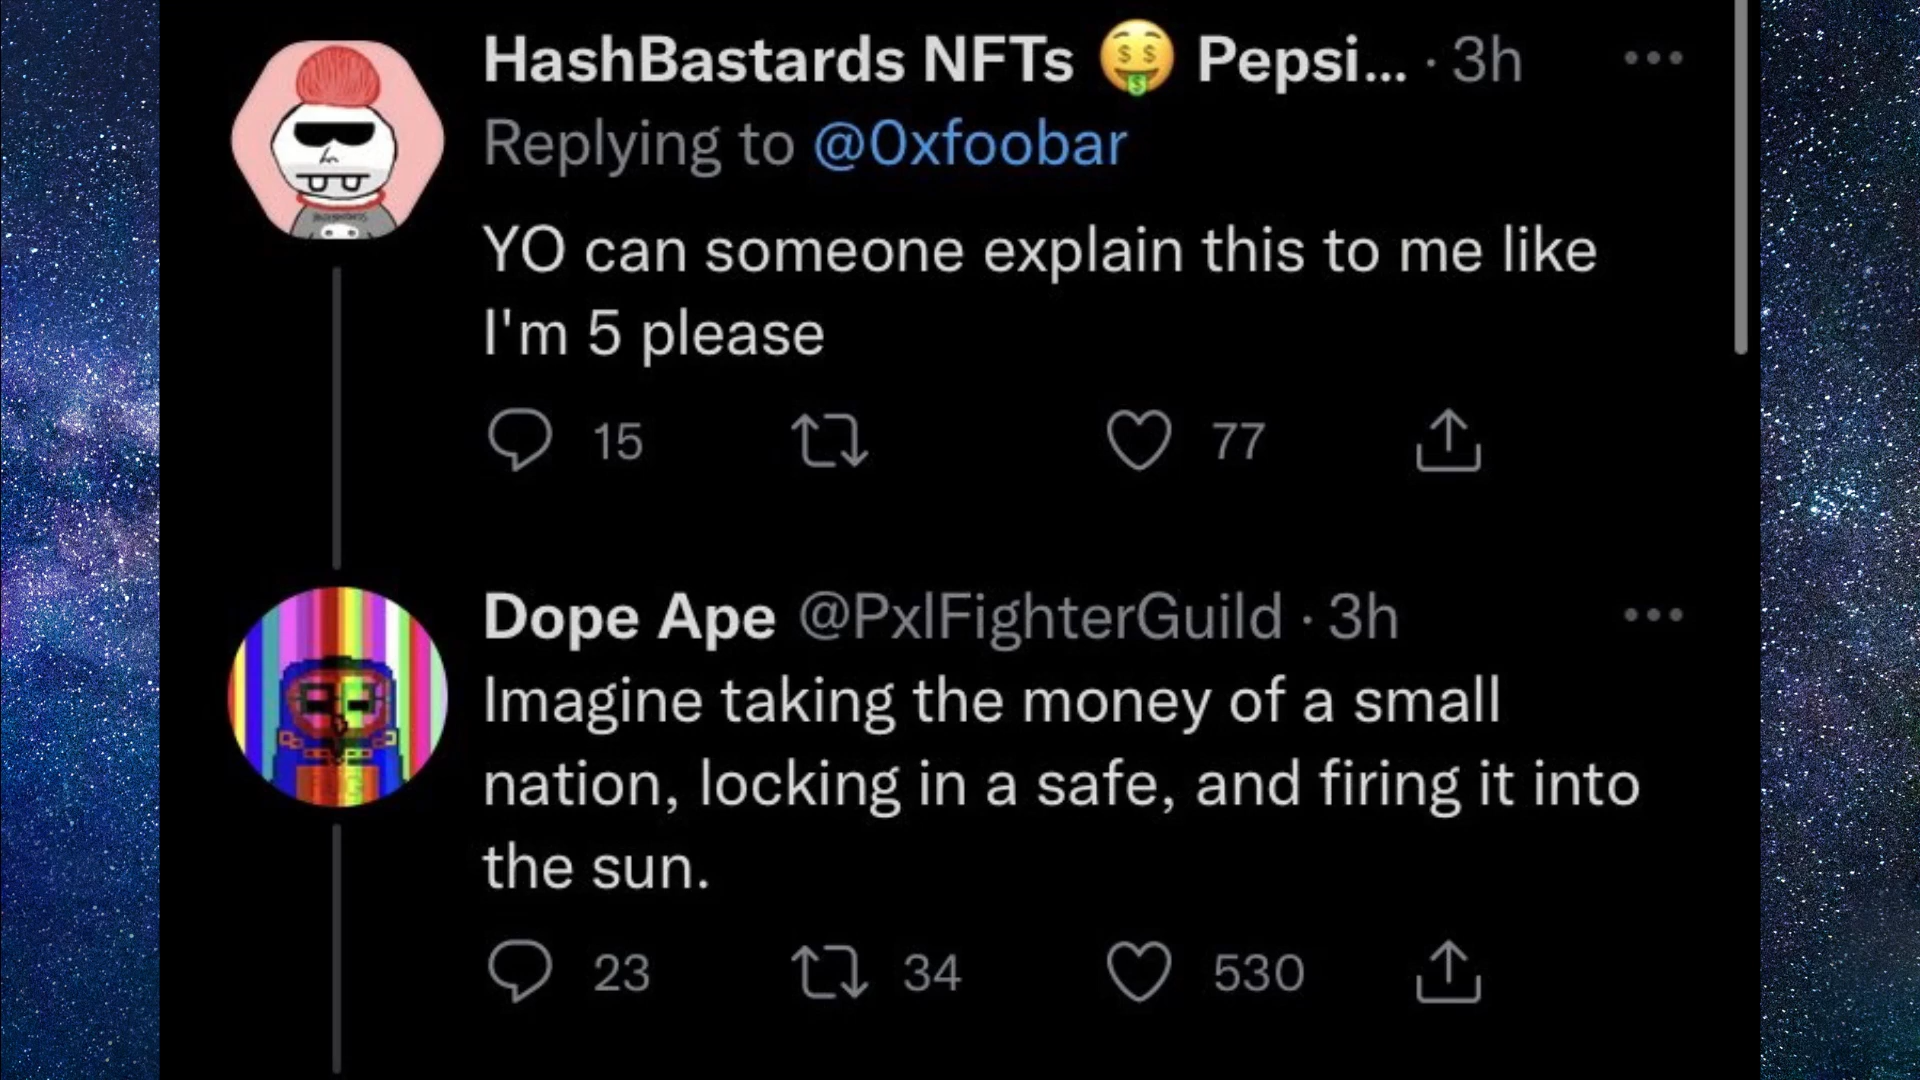 HashBastards NFTs 🤑 Pepsi... · 3h
Replying to @0xfoobar
YO can someone explain this to me like
I'm 5 please
15 77
Dope Ape @PxlFighterGuild · 3h
Imagine taking the money of a small
nation, locking in a safe, and firing it into
the sun.
23 34 530